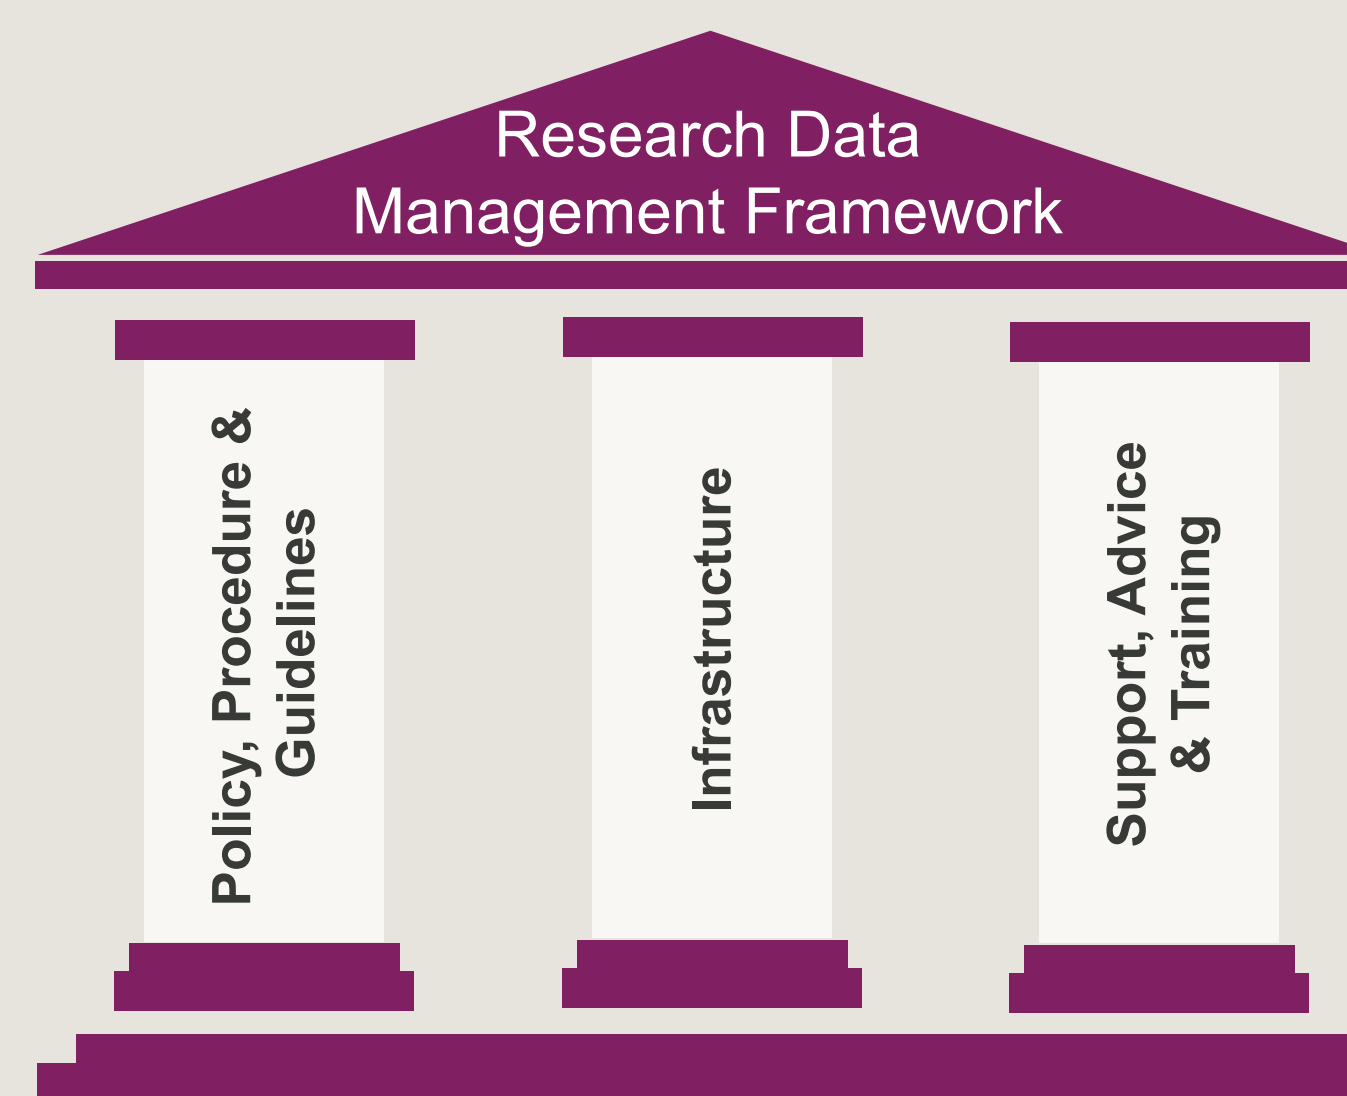 Research Data
Management Framework
Policy, Procedure &
Guidelines
Infrastructure
Support, Advice
& Training